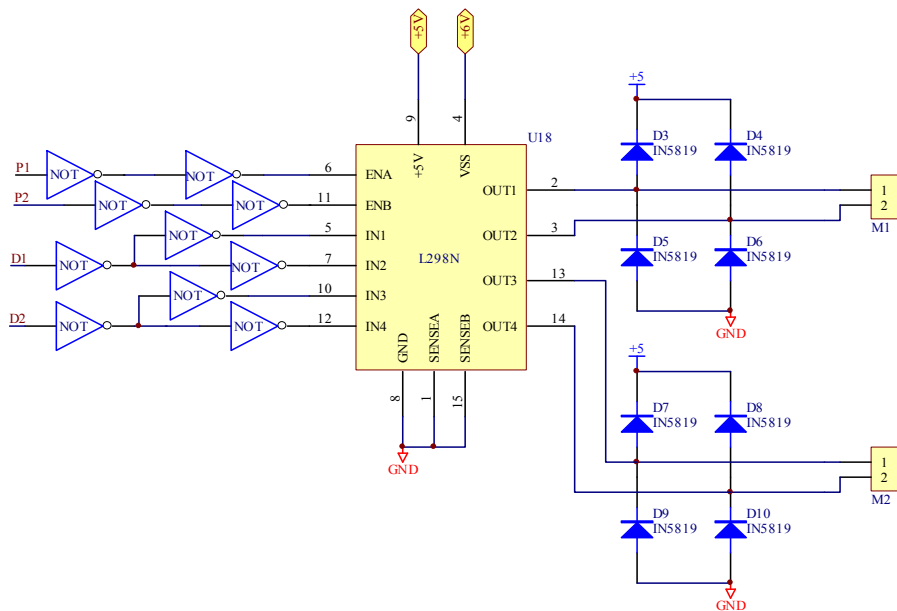 +5V
+6V
9
4
U18
+5V
VSS
P1
NOT
NOT
6
ENA
P2
NOT
NOT
11
ENB
NOT
5
IN1
D1
NOT
NOT
7
IN2
NOT
10
IN3
D2
NOT
NOT
12
IN4
L298N
OUT1
2
OUT2
3
OUT3
13
OUT4
14
GND
SENSEA
SENSEB
8
1
15
GND
+5
D3
IN5819
D4
IN5819
D5
IN5819
D6
IN5819
GND
1
2
M1
+5
D7
IN5819
D8
IN5819
D9
IN5819
D10
IN5819
GND
1
2
M2